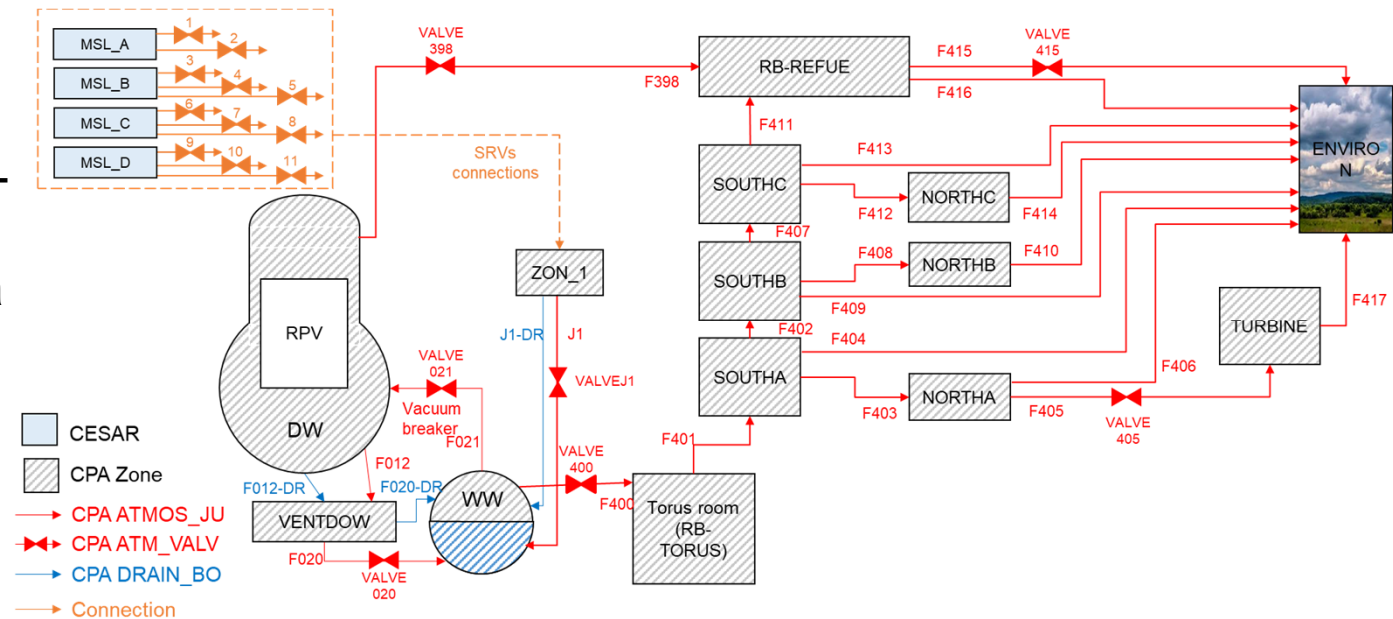 MSL_A
1
2
MSL_B
3
4
5
MSL_C
6
7
8
MSL_D
9
10
11
SRVs
connections
VALVE
398
F398
RB-REFUE
F415
VALVE
415
F416
F411
F413
ENVIRO
N
SOUTHC
F412
NORTHC
F414
F407
SOUTHB
F408
NORTHB
F410
F409
F402
F404
SOUTHA
F403
NORTHA
F406
F405
VALVE
405
TURBINE
F417
ZON_1
J1-DR
J1
VALVEJ1
RPV
DW
VALVE
021
Vacuum
breaker
F021
F012
F012-DR
F020-DR
VENTDOW
F020
VALVE
020
WW
VALVE
400
F400
F401
Torus room
(RB-
TORUS)
CESAR
CPA Zone
CPA ATMOS_JU
CPA ATM_VALV
CPA DRAIN_BO
Connection